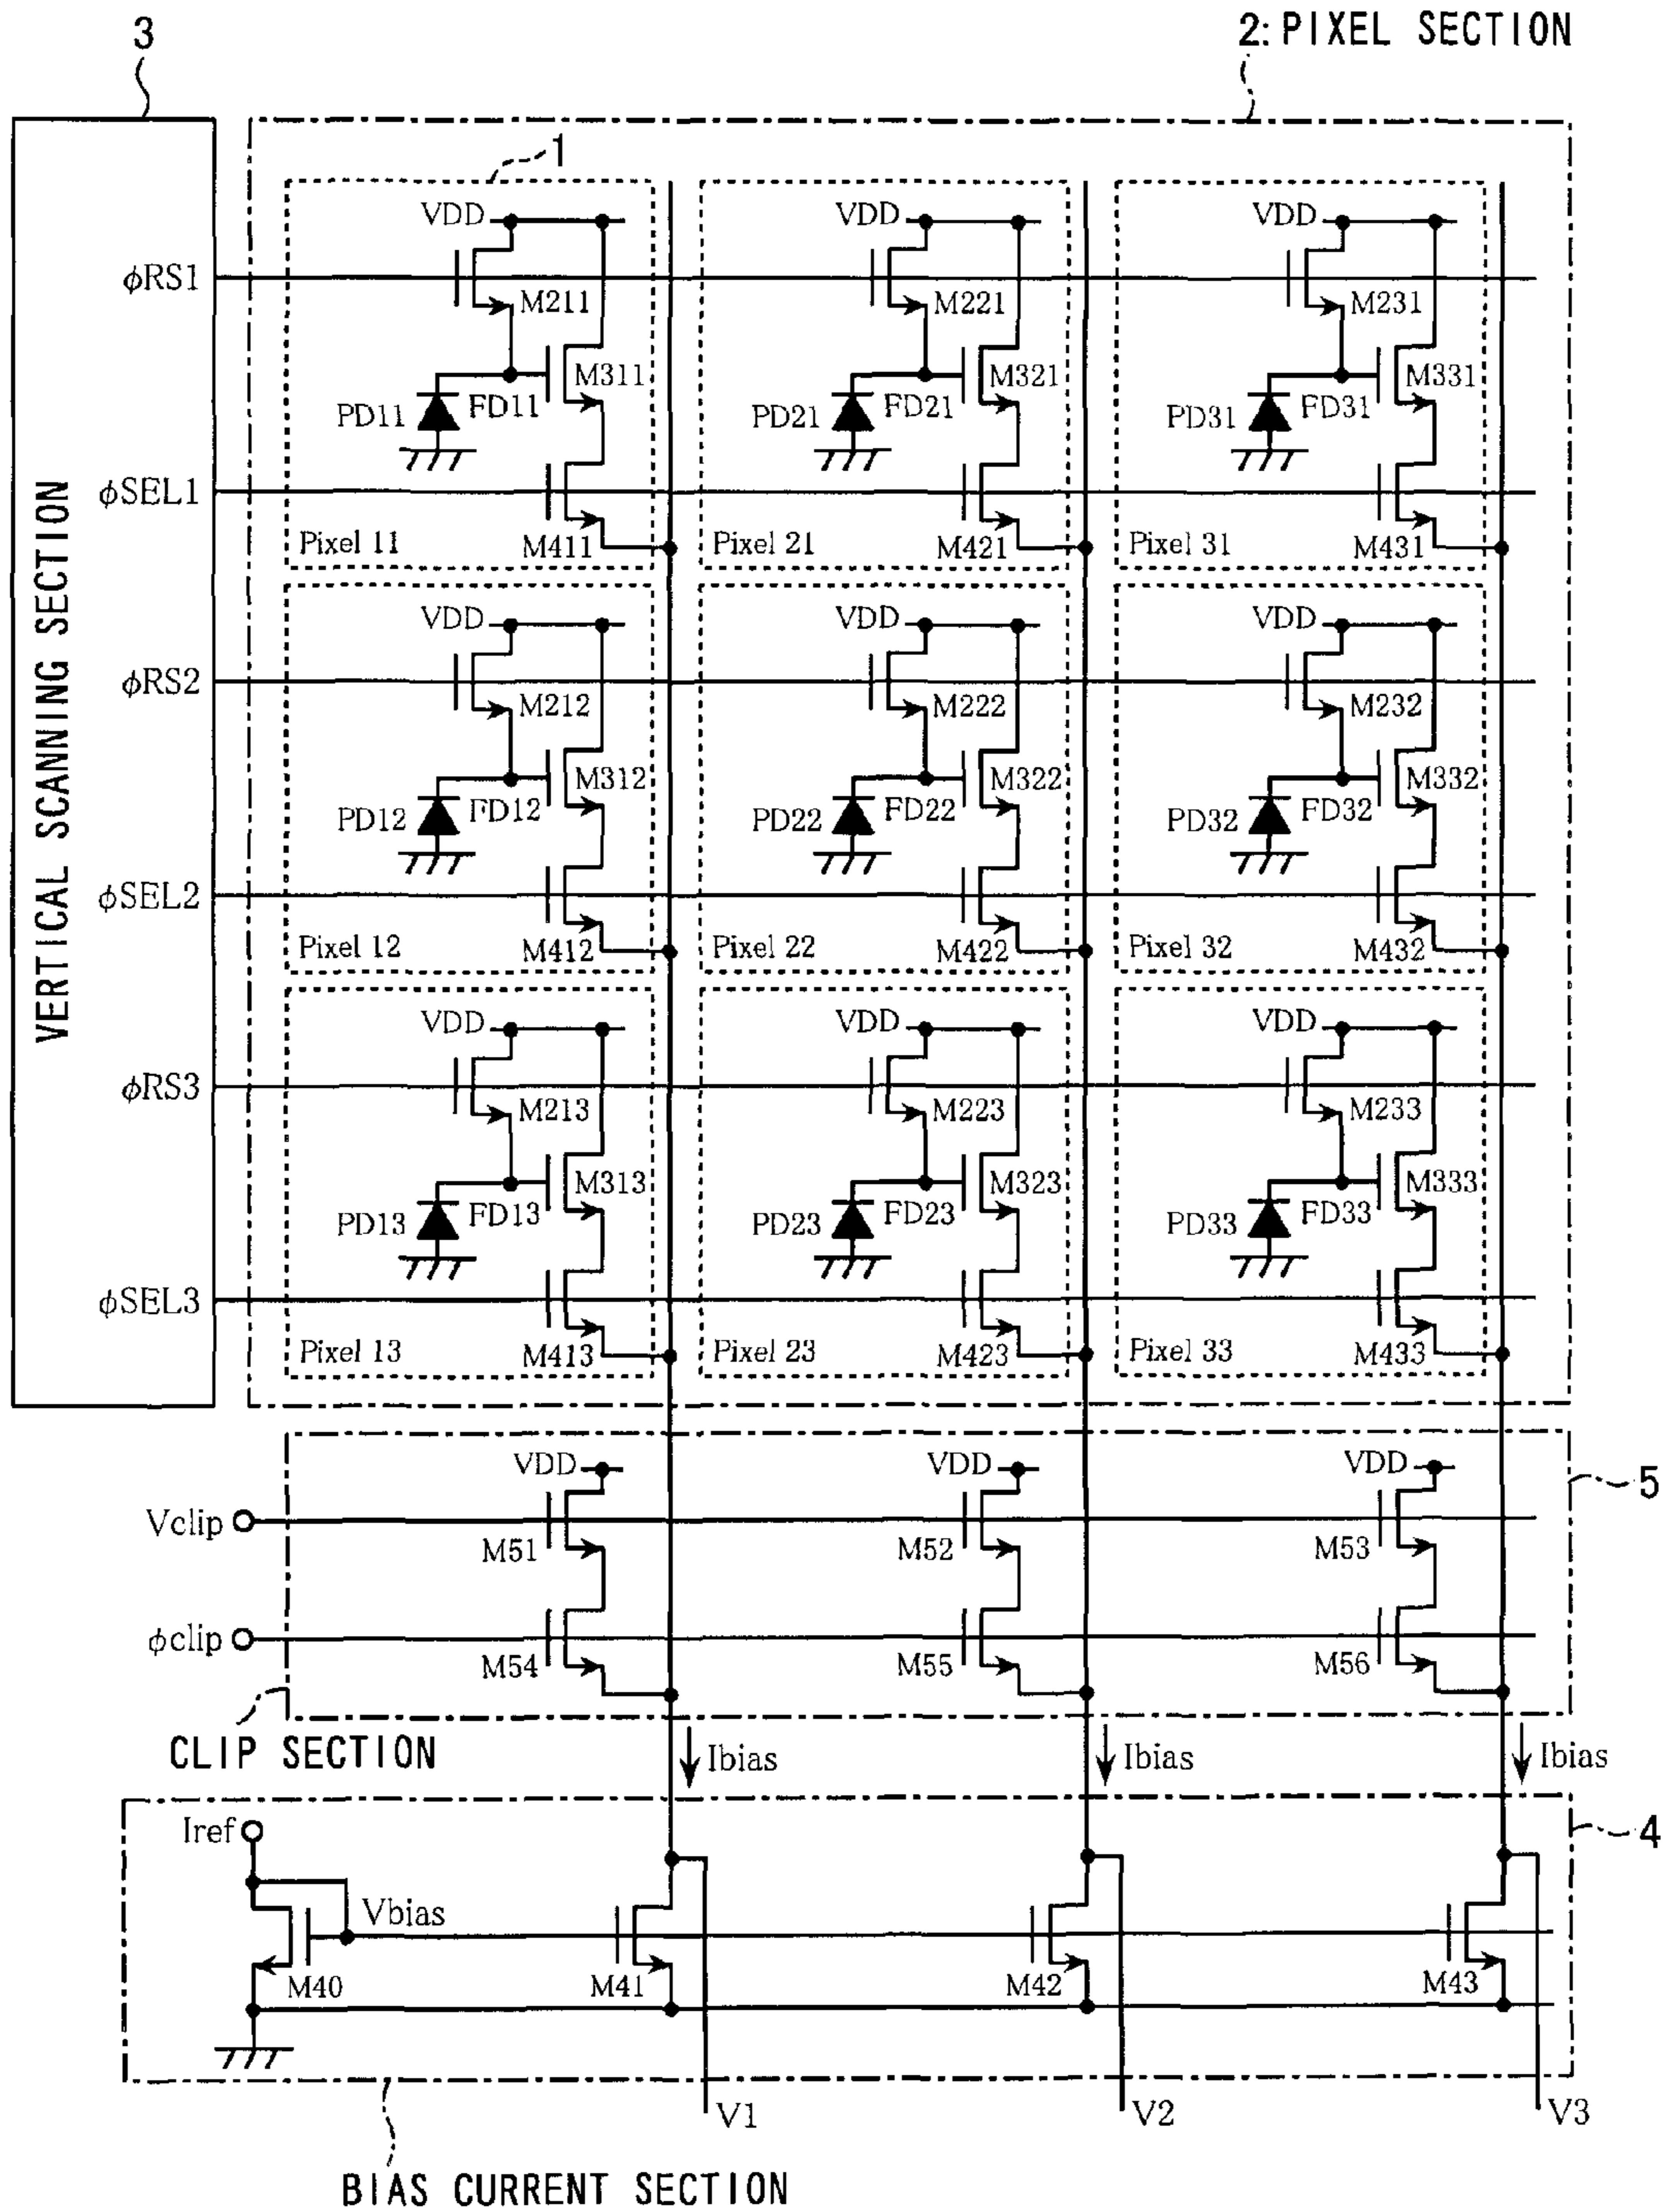 3
2: PIXEL SECTION
1
VERTICAL SCANNING SECTION
VDD
VDD
VDD
ϕRS1
M211
M221
M231
M311
M321
M331
PD11
FD11
PD21
FD21
PD31
FD31
ϕSEL1
Pixel 11
M411
Pixel 21
M421
Pixel 31
M431
VDD
VDD
VDD
ϕRS2
M212
M222
M232
M312
M322
M332
PD12
FD12
PD22
FD22
PD32
FD32
ϕSEL2
Pixel 12
M412
Pixel 22
M422
Pixel 32
M432
VDD
VDD
VDD
ϕRS3
M213
M223
M233
M313
M323
M333
PD13
FD13
PD23
FD23
PD33
FD33
ϕSEL3
Pixel 13
M413
Pixel 23
M423
Pixel 33
M433
VDD
VDD
VDD
5
Vclip
M51
M52
M53
ϕclip
M54
M55
M56
CLIP SECTION
Ibias
Ibias
Ibias
Iref
4
Vbias
M40
M41
M42
M43
V1
V2
V3
BIAS CURRENT SECTION